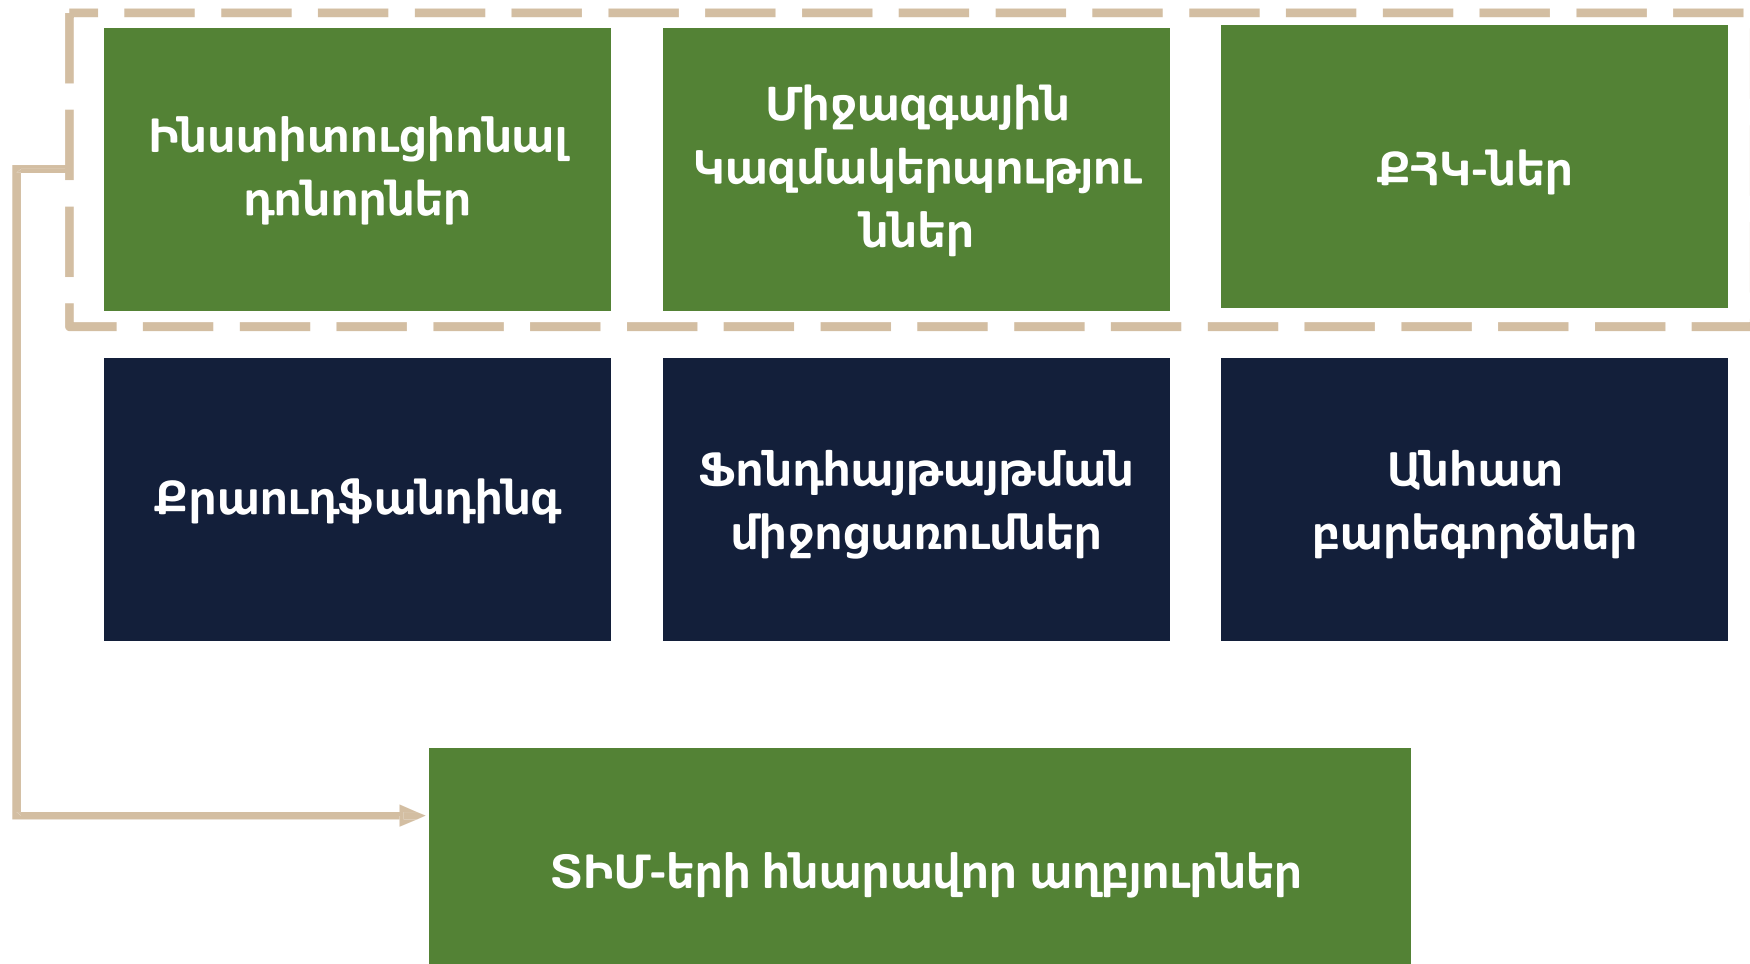 Ինստիտուցիոնալ
դոնորներ
Միջազգային
Կազմակերպությու
ններ
ՔՀԿ-ներ
Քրաուդֆանդինգ
Ֆոնդհայթայթման
միջոցառումներ
Անհատ
բարեգործներ
ՏԻՄ-երի հնարավոր աղբյուրներ